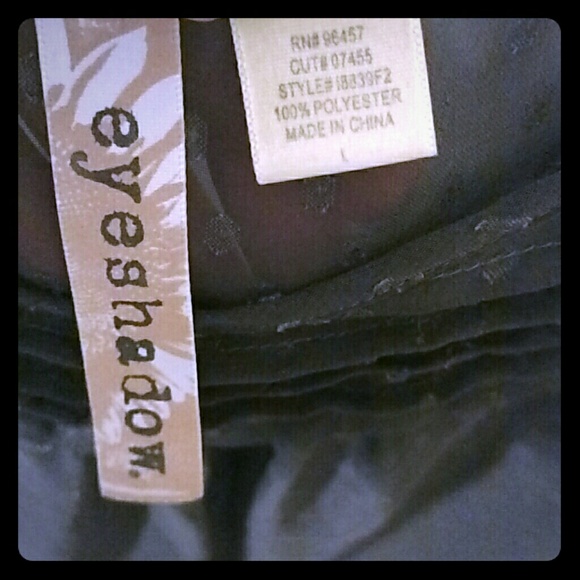 eyeshadow.
RN# 96457
CUT# 07455
STYLE# I8839F2
100% POLYESTER
MADE IN CHINA
L